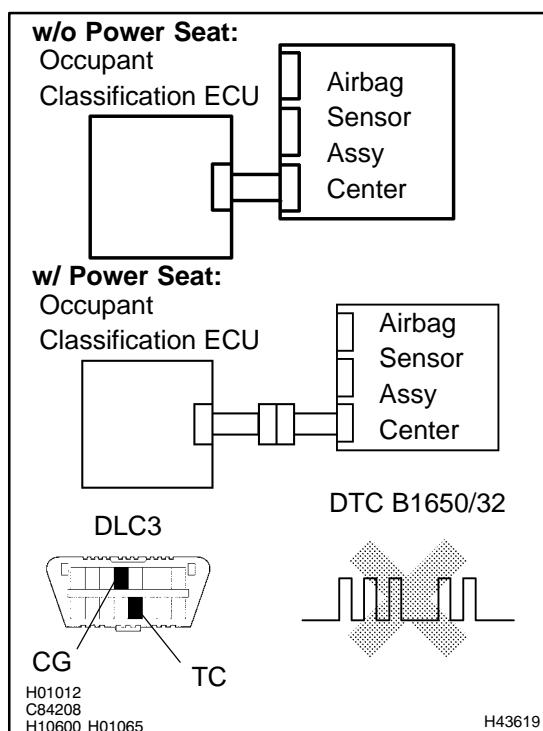 w/o Power Seat:
Occupant
Classification ECU
Airbag
Sensor
Assy
Center
w/ Power Seat:
Occupant
Classification ECU
Airbag
Sensor
Assy
Center
DLC3
DTC B1650/32
CG
TC
H01012
C84208
H10600 H01065
H43619